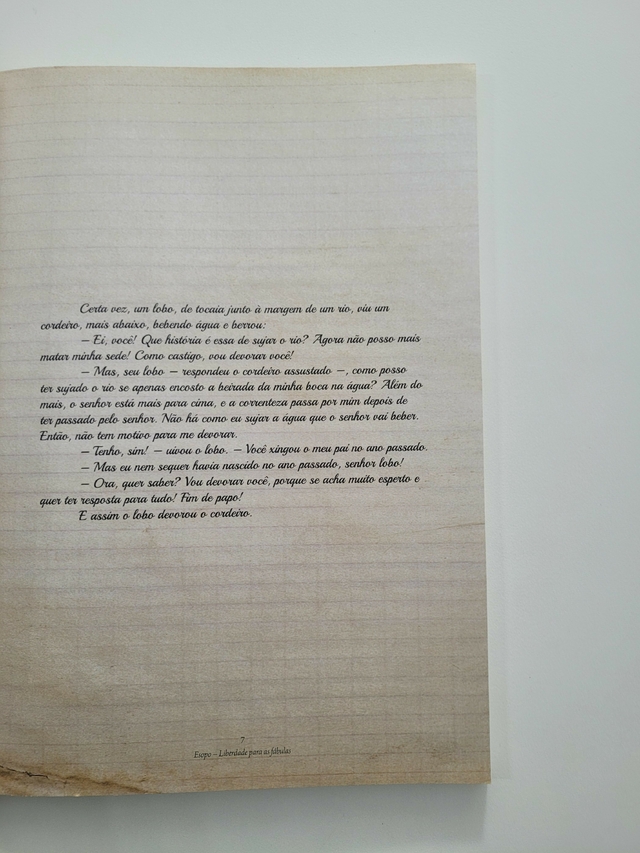 Certa vez, um lobo, de tocaia junto à margem de um rio, viu um
cordeiro, mais abaixo, bebendo água e berrou:
– Ei, você! Que história é essa de sujar o rio? Agora não posso mais
matar minha sede! Como castigo, vou devorar você!
– Mas, seu lobo – respondeu o cordeiro assustado –, como posso
ter sujado o rio se apenas encosto a beirada da minha boca na água? Além do
mais, o senhor está mais para cima, e a correnteza passa por mim depois de
ter passado pelo senhor. Não há como eu sujar a água que o senhor vai beber.
Então, não tem motivo para me devorar.
– Tenho, sim! – uivou o lobo. – Você xingou o meu pai no ano passado.
– Mas eu nem sequer havia nascido no ano passado, senhor lobo!
– Ora, quer saber? Vou devorar você, porque se acha muito esperto e
quer ter resposta para tudo! Fim de papo!
E assim o lobo devorou o cordeiro.
7
Esopo – Liberdade para as fábulas